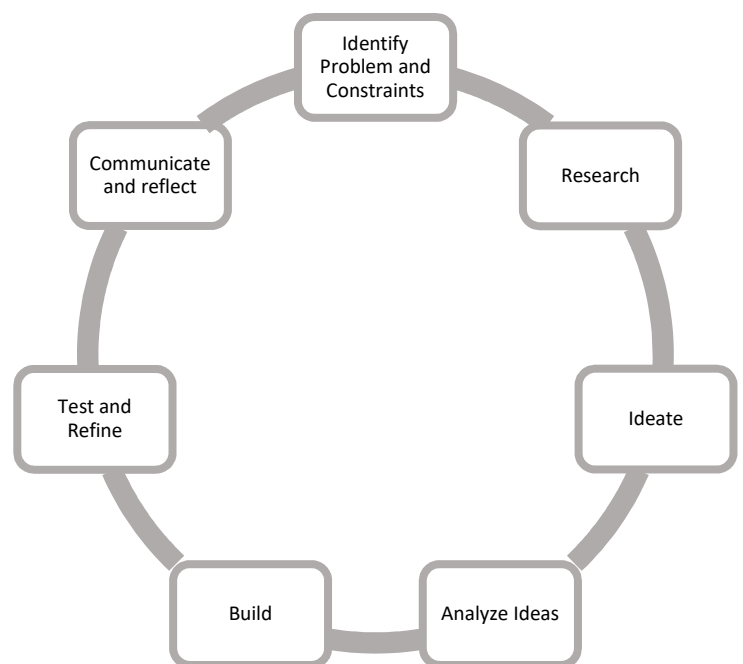 Identify
Problem and
Constraints
Research
Ideate
Analyze Ideas
Build
Test and
Refine
Communicate
and reflect